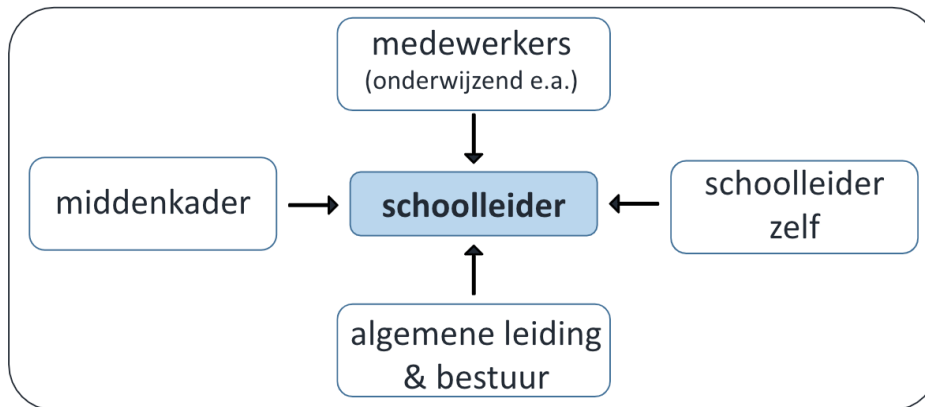 medewerkers
(onderwijzend e.a.)
middenkader
schoolleider
schoolleider
zelf
algemene leiding
& bestuur